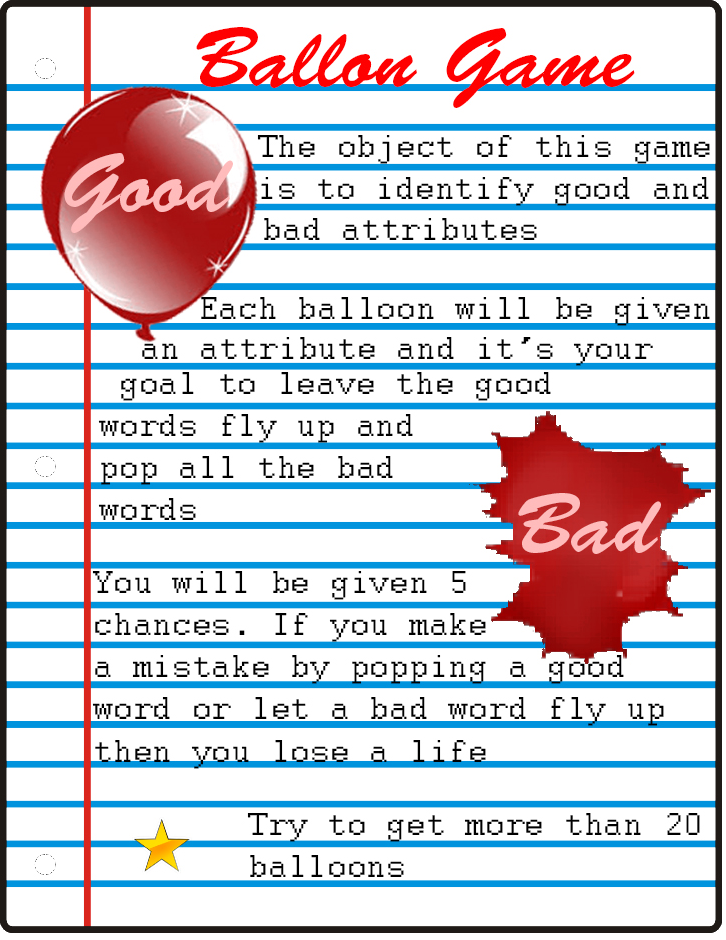 Ballon Game
Good
The object of this game
is to identify good and
bad attributes
Each balloon will be given
an attribute and it's your
goal to leave the good
words fly up and
pop all the bad
words
Bad
You will be given 5
chances. If you make
a mistake by popping a good
word or let a bad word fly up
then you lose a life
Try to get more than 20
balloons